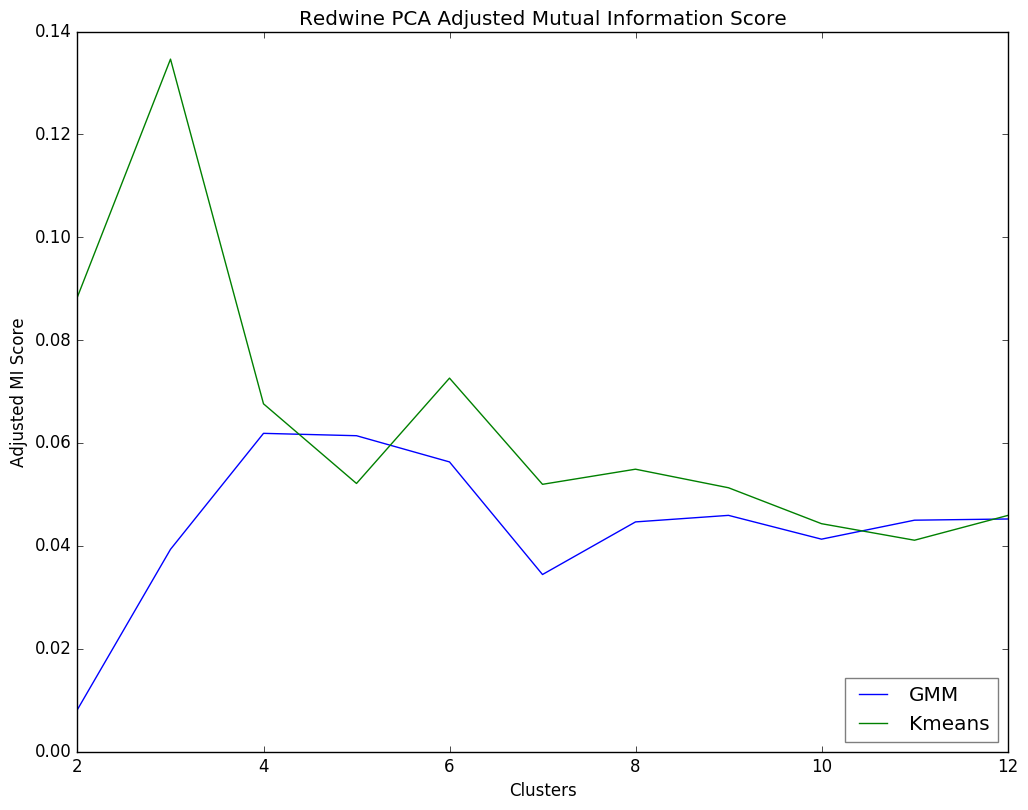 Redwine PCA Adjusted Mutual Information Score
0.14
0.12
0.10
0.08
0.06
0.04
0.02
0.00
Adjusted MI Score
2 4 6 8 10 12
Clusters
GMM
Kmeans